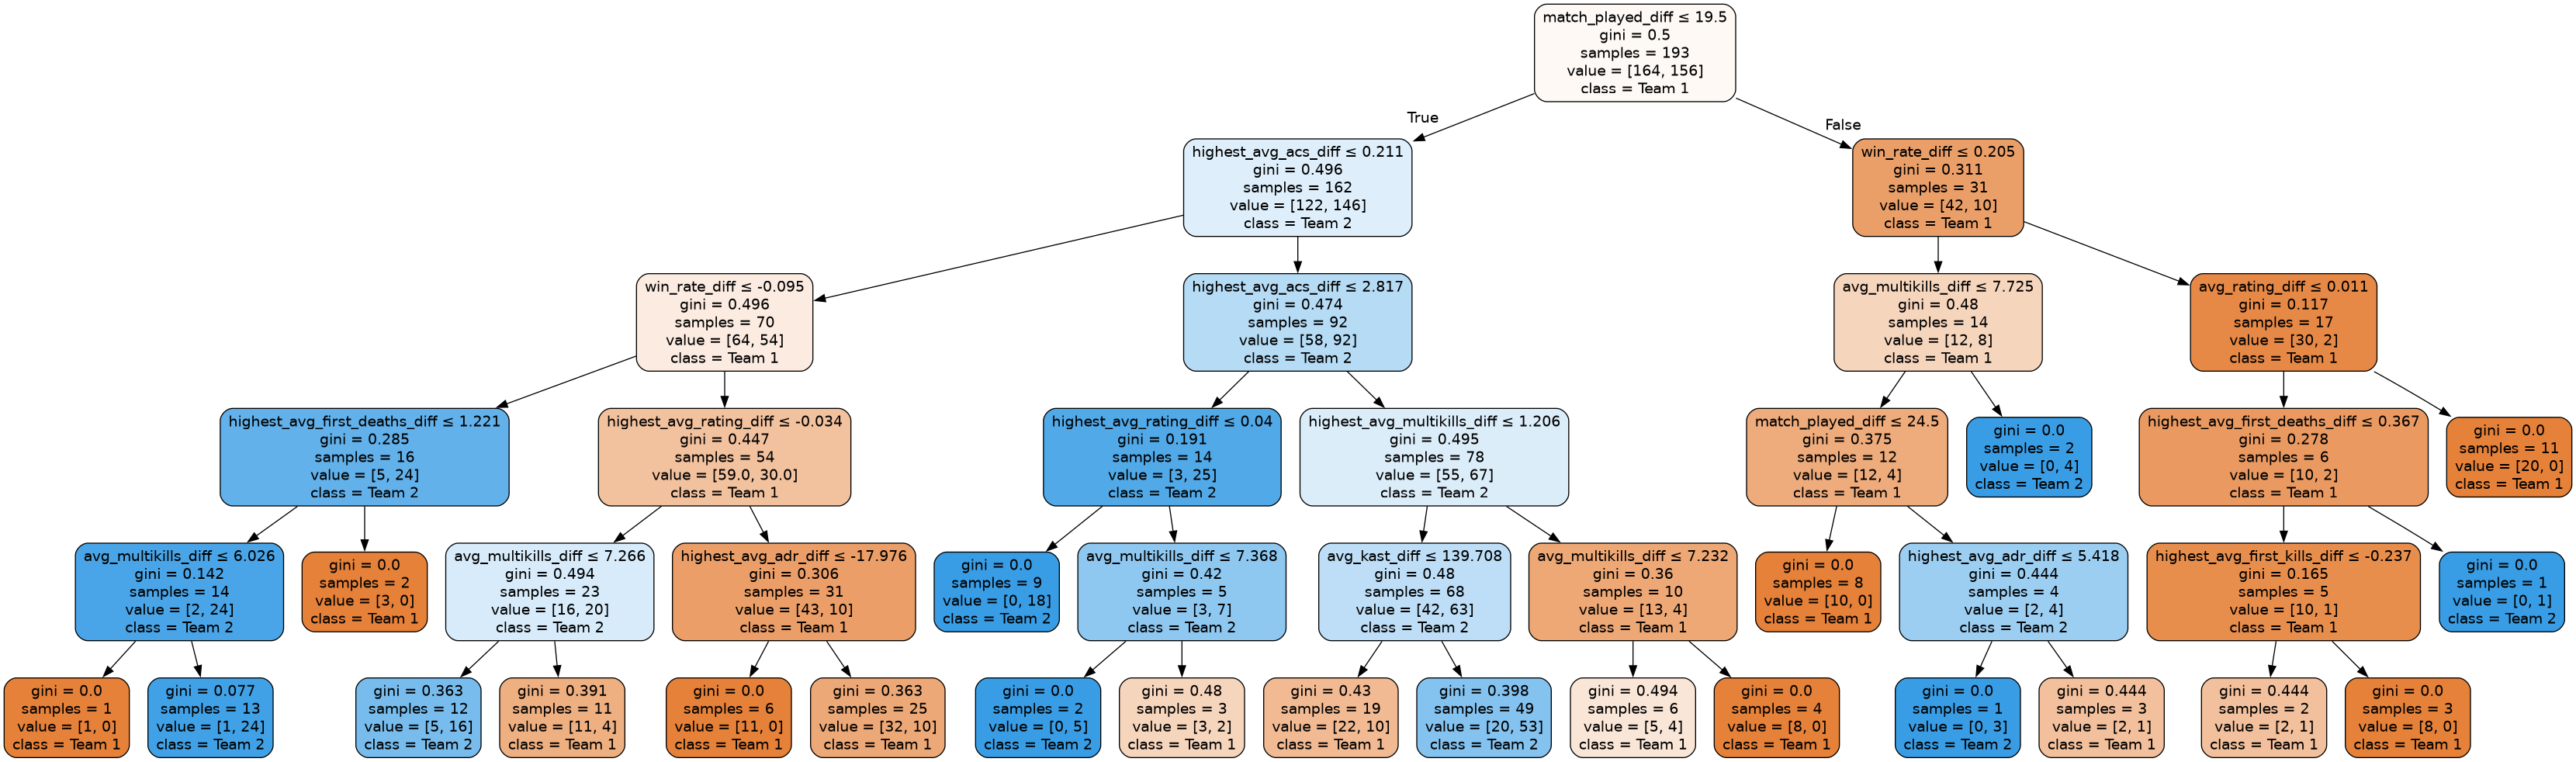 match_played_diff ≤ 19.5
gini = 0.5
samples = 193
value = [164, 156]
class = Team 1
True
False
highest_avg_acs_diff ≤ 0.211
gini = 0.496
samples = 162
value = [122, 146]
class = Team 2
win_rate_diff ≤ 0.205
gini = 0.311
samples = 31
value = [42, 10]
class = Team 1
win_rate_diff ≤ -0.095
gini = 0.496
samples = 70
value = [64, 54]
class = Team 1
highest_avg_acs_diff ≤ 2.817
gini = 0.474
samples = 92
value = [58, 92]
class = Team 2
avg_multikills_diff ≤ 7.725
gini = 0.48
samples = 14
value = [12, 8]
class = Team 1
avg_rating_diff ≤ 0.011
gini = 0.117
samples = 17
value = [30, 2]
class = Team 1
highest_avg_first_deaths_diff ≤ 1.221
gini = 0.285
samples = 16
value = [5, 24]
class = Team 2
highest_avg_rating_diff ≤ -0.034
gini = 0.447
samples = 54
value = [59.0, 30.0]
class = Team 1
highest_avg_rating_diff ≤ 0.04
gini = 0.191
samples = 14
value = [3, 25]
class = Team 2
highest_avg_multikills_diff ≤ 1.206
gini = 0.495
samples = 78
value = [55, 67]
class = Team 2
match_played_diff ≤ 24.5
gini = 0.375
samples = 12
value = [12, 4]
class = Team 1
gini = 0.0
samples = 2
value = [0, 4]
class = Team 2
highest_avg_first_deaths_diff ≤ 0.367
gini = 0.278
samples = 6
value = [10, 2]
class = Team 1
gini = 0.0
samples = 11
value = [20, 0]
class = Team 1
avg_multikills_diff ≤ 6.026
gini = 0.142
samples = 14
value = [2, 24]
class = Team 2
gini = 0.0
samples = 2
value = [3, 0]
class = Team 1
avg_multikills_diff ≤ 7.266
gini = 0.494
samples = 23
value = [16, 20]
class = Team 2
highest_avg_adr_diff ≤ -17.976
gini = 0.306
samples = 31
value = [43, 10]
class = Team 1
gini = 0.0
samples = 9
value = [0, 18]
class = Team 2
avg_multikills_diff ≤ 7.368
gini = 0.42
samples = 5
value = [3, 7]
class = Team 2
avg_kast_diff ≤ 139.708
gini = 0.48
samples = 68
value = [42, 63]
class = Team 2
avg_multikills_diff ≤ 7.232
gini = 0.36
samples = 10
value = [13, 4]
class = Team 1
gini = 0.0
samples = 8
value = [10, 0]
class = Team 1
highest_avg_adr_diff ≤ 5.418
gini = 0.444
samples = 4
value = [2, 4]
class = Team 2
highest_avg_first_kills_diff ≤ -0.237
gini = 0.165
samples = 5
value = [10, 1]
class = Team 1
gini = 0.0
samples = 1
value = [0, 1]
class = Team 2
gini = 0.0
samples = 1
value = [1, 0]
class = Team 1
gini = 0.077
samples = 13
value = [1, 24]
class = Team 2
gini = 0.363
samples = 12
value = [5, 16]
class = Team 2
gini = 0.391
samples = 11
value = [11, 4]
class = Team 1
gini = 0.0
samples = 6
value = [11, 0]
class = Team 1
gini = 0.363
samples = 25
value = [32, 10]
class = Team 1
gini = 0.0
samples = 2
value = [0, 5]
class = Team 2
gini = 0.48
samples = 3
value = [3, 2]
class = Team 1
gini = 0.43
samples = 19
value = [22, 10]
class = Team 1
gini = 0.398
samples = 49
value = [20, 53]
class = Team 2
gini = 0.494
samples = 6
value = [5, 4]
class = Team 1
gini = 0.0
samples = 4
value = [8, 0]
class = Team 1
gini = 0.0
samples = 1
value = [0, 3]
class = Team 2
gini = 0.444
samples = 3
value = [2, 1]
class = Team 1
gini = 0.444
samples = 2
value = [2, 1]
class = Team 1
gini = 0.0
samples = 3
value = [8, 0]
class = Team 1